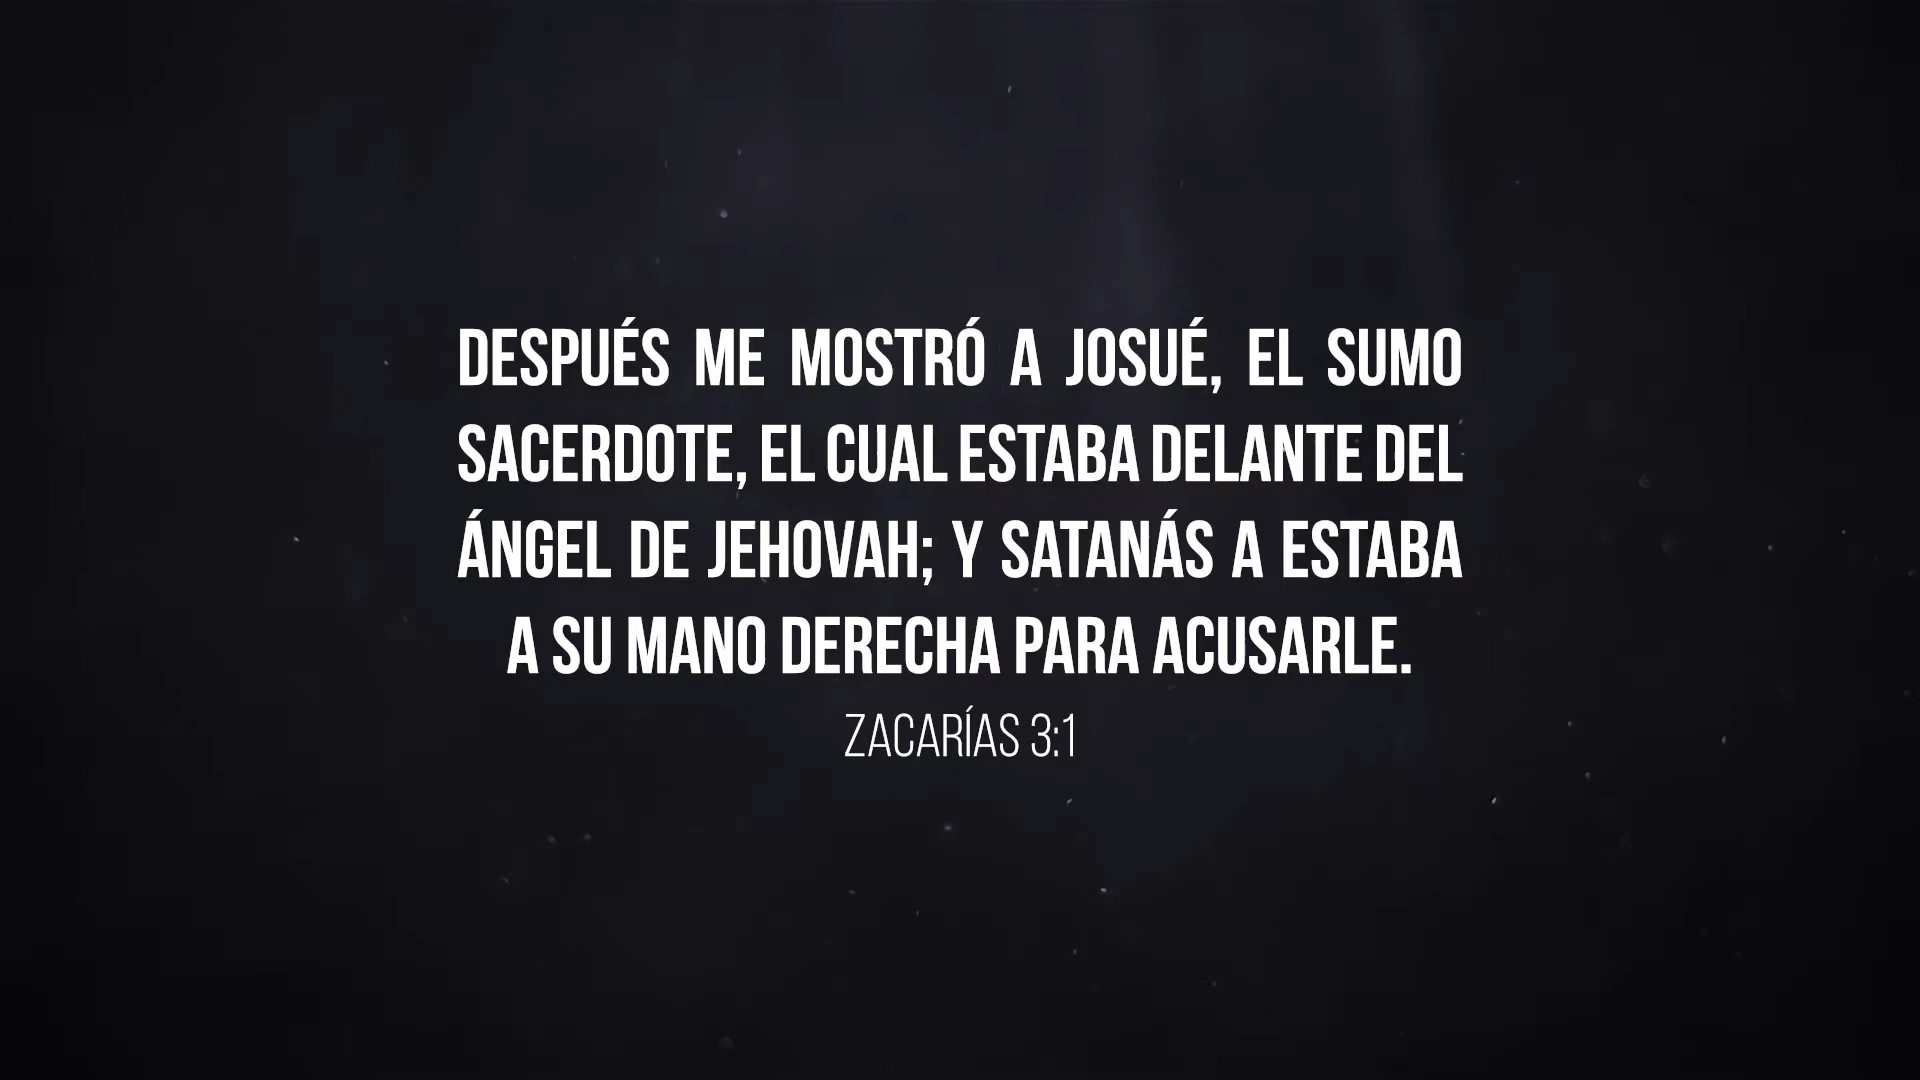 DESPUÉS ME MOSTRÓ A JOSUÉ, EL SUMO
SACERDOTE, EL CUAL ESTABA DELANTE DEL
ÁNGEL DE JEHOVAH; Y SATANÁS A ESTABA
A SU MANO DERECHA PARA ACUSARLE.
ZACARÍAS 3:1